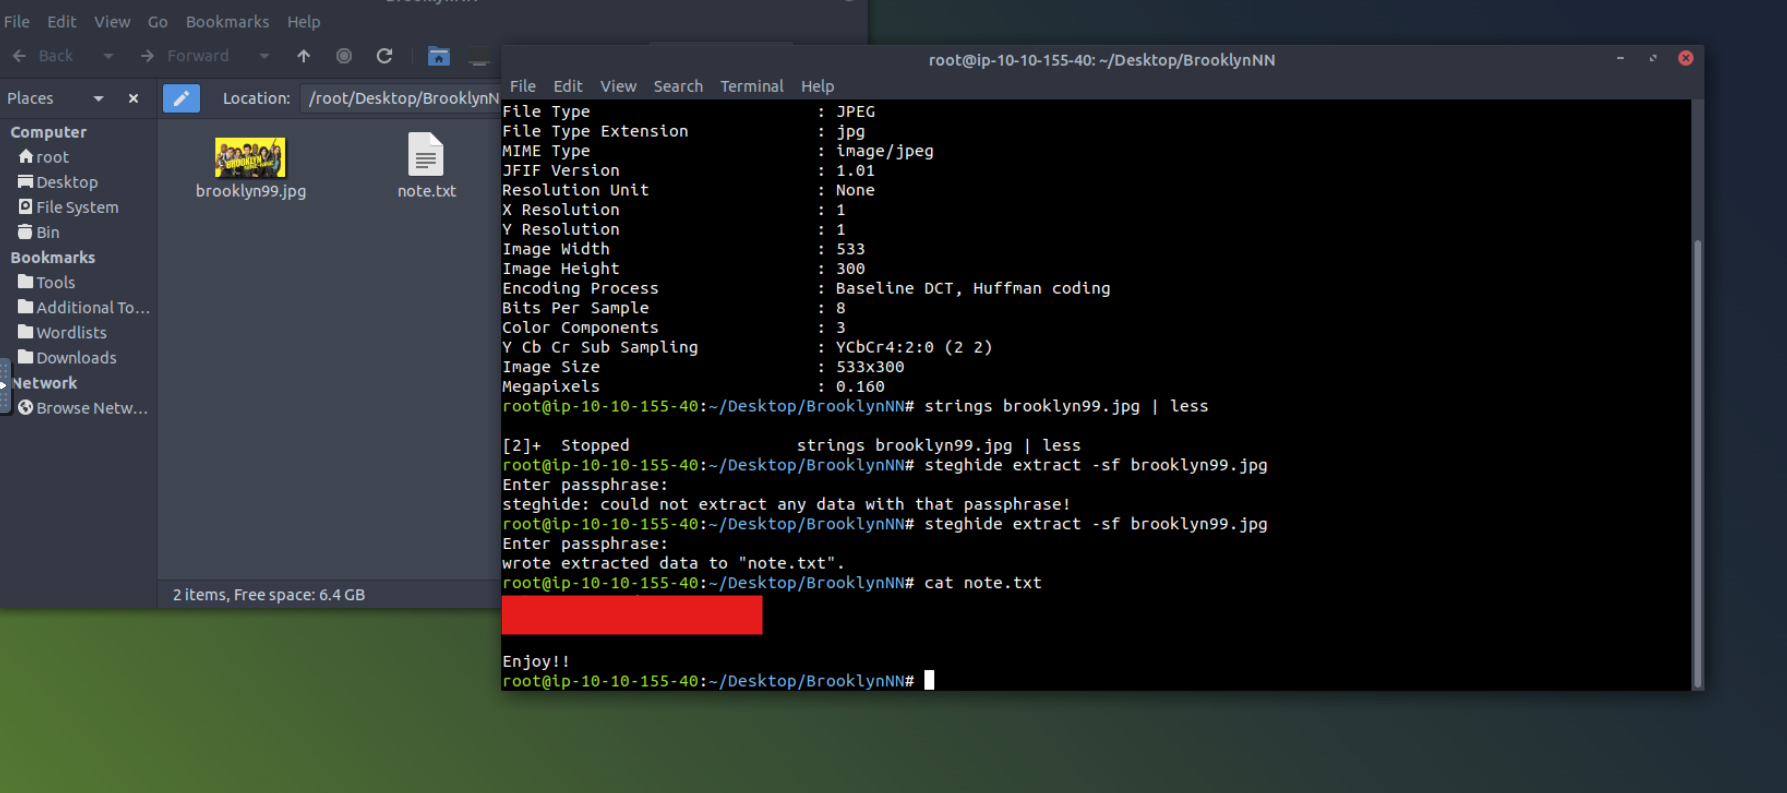 File Edit View Go Bookmarks Help
Back Forward
Places
Location: /root/Desktop/BrooklynN
Computer
root
Desktop
File System
Bin
Bookmarks
Tools
Additional To...
Wordlists
Downloads
Network
Browse Netw...
BROOKLYN
brooklyn99.jpg
note.txt
2 items, Free space: 6.4 GB
root@ip-10-10-155-40: ~/Desktop/BrooklynNN
File Edit View Search Terminal Help
File Type : JPEG
File Type Extension : jpg
MIME Type : image/jpeg
JFIF Version : 1.01
Resolution Unit : None
X Resolution : 1
Y Resolution : 1
Image Width : 533
Image Height : 300
Encoding Process : Baseline DCT, Huffman coding
Bits Per Sample : 8
Color Components : 3
Y Cb Cr Sub Sampling : YCbCr4:2:0 (2 2)
Image Size : 533x300
Megapixels : 0.160
root@ip-10-10-155-40:~/Desktop/BrooklynNN# strings brooklyn99.jpg | less
[2]+ Stopped strings brooklyn99.jpg | less
root@ip-10-10-155-40:~/Desktop/BrooklynNN# steghide extract -sf brooklyn99.jpg
Enter passphrase:
steghide: could not extract any data with that passphrase!
root@ip-10-10-155-40:~/Desktop/BrooklynNN# steghide extract -sf brooklyn99.jpg
Enter passphrase:
wrote extracted data to "note.txt".
root@ip-10-10-155-40:~/Desktop/BrooklynNN# cat note.txt
Enjoy!!
root@ip-10-10-155-40:~/Desktop/BrooklynNN#